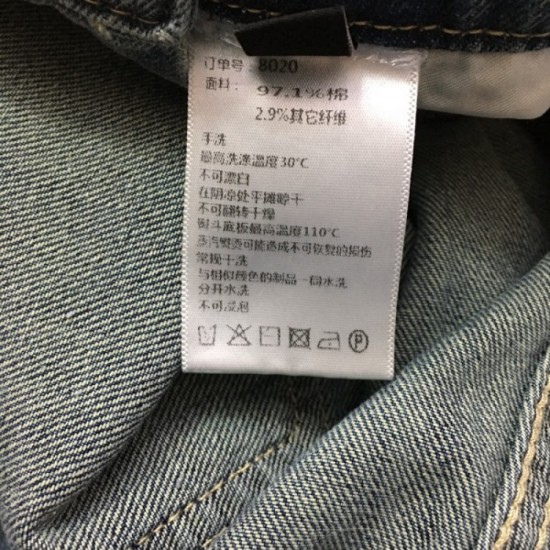 订单号 8020
面料: 97.1%棉
2.9%其它纤维
手洗
最高洗涤温度30℃
不可漂白
在阴凉处平摊晾干
不可翻转干燥
熨斗底板最高温度110℃
蒸汽熨烫可能造成不可恢复的损伤
常规干洗
与相似颜色的制品一同水洗
分开水洗
不可浸泡
P